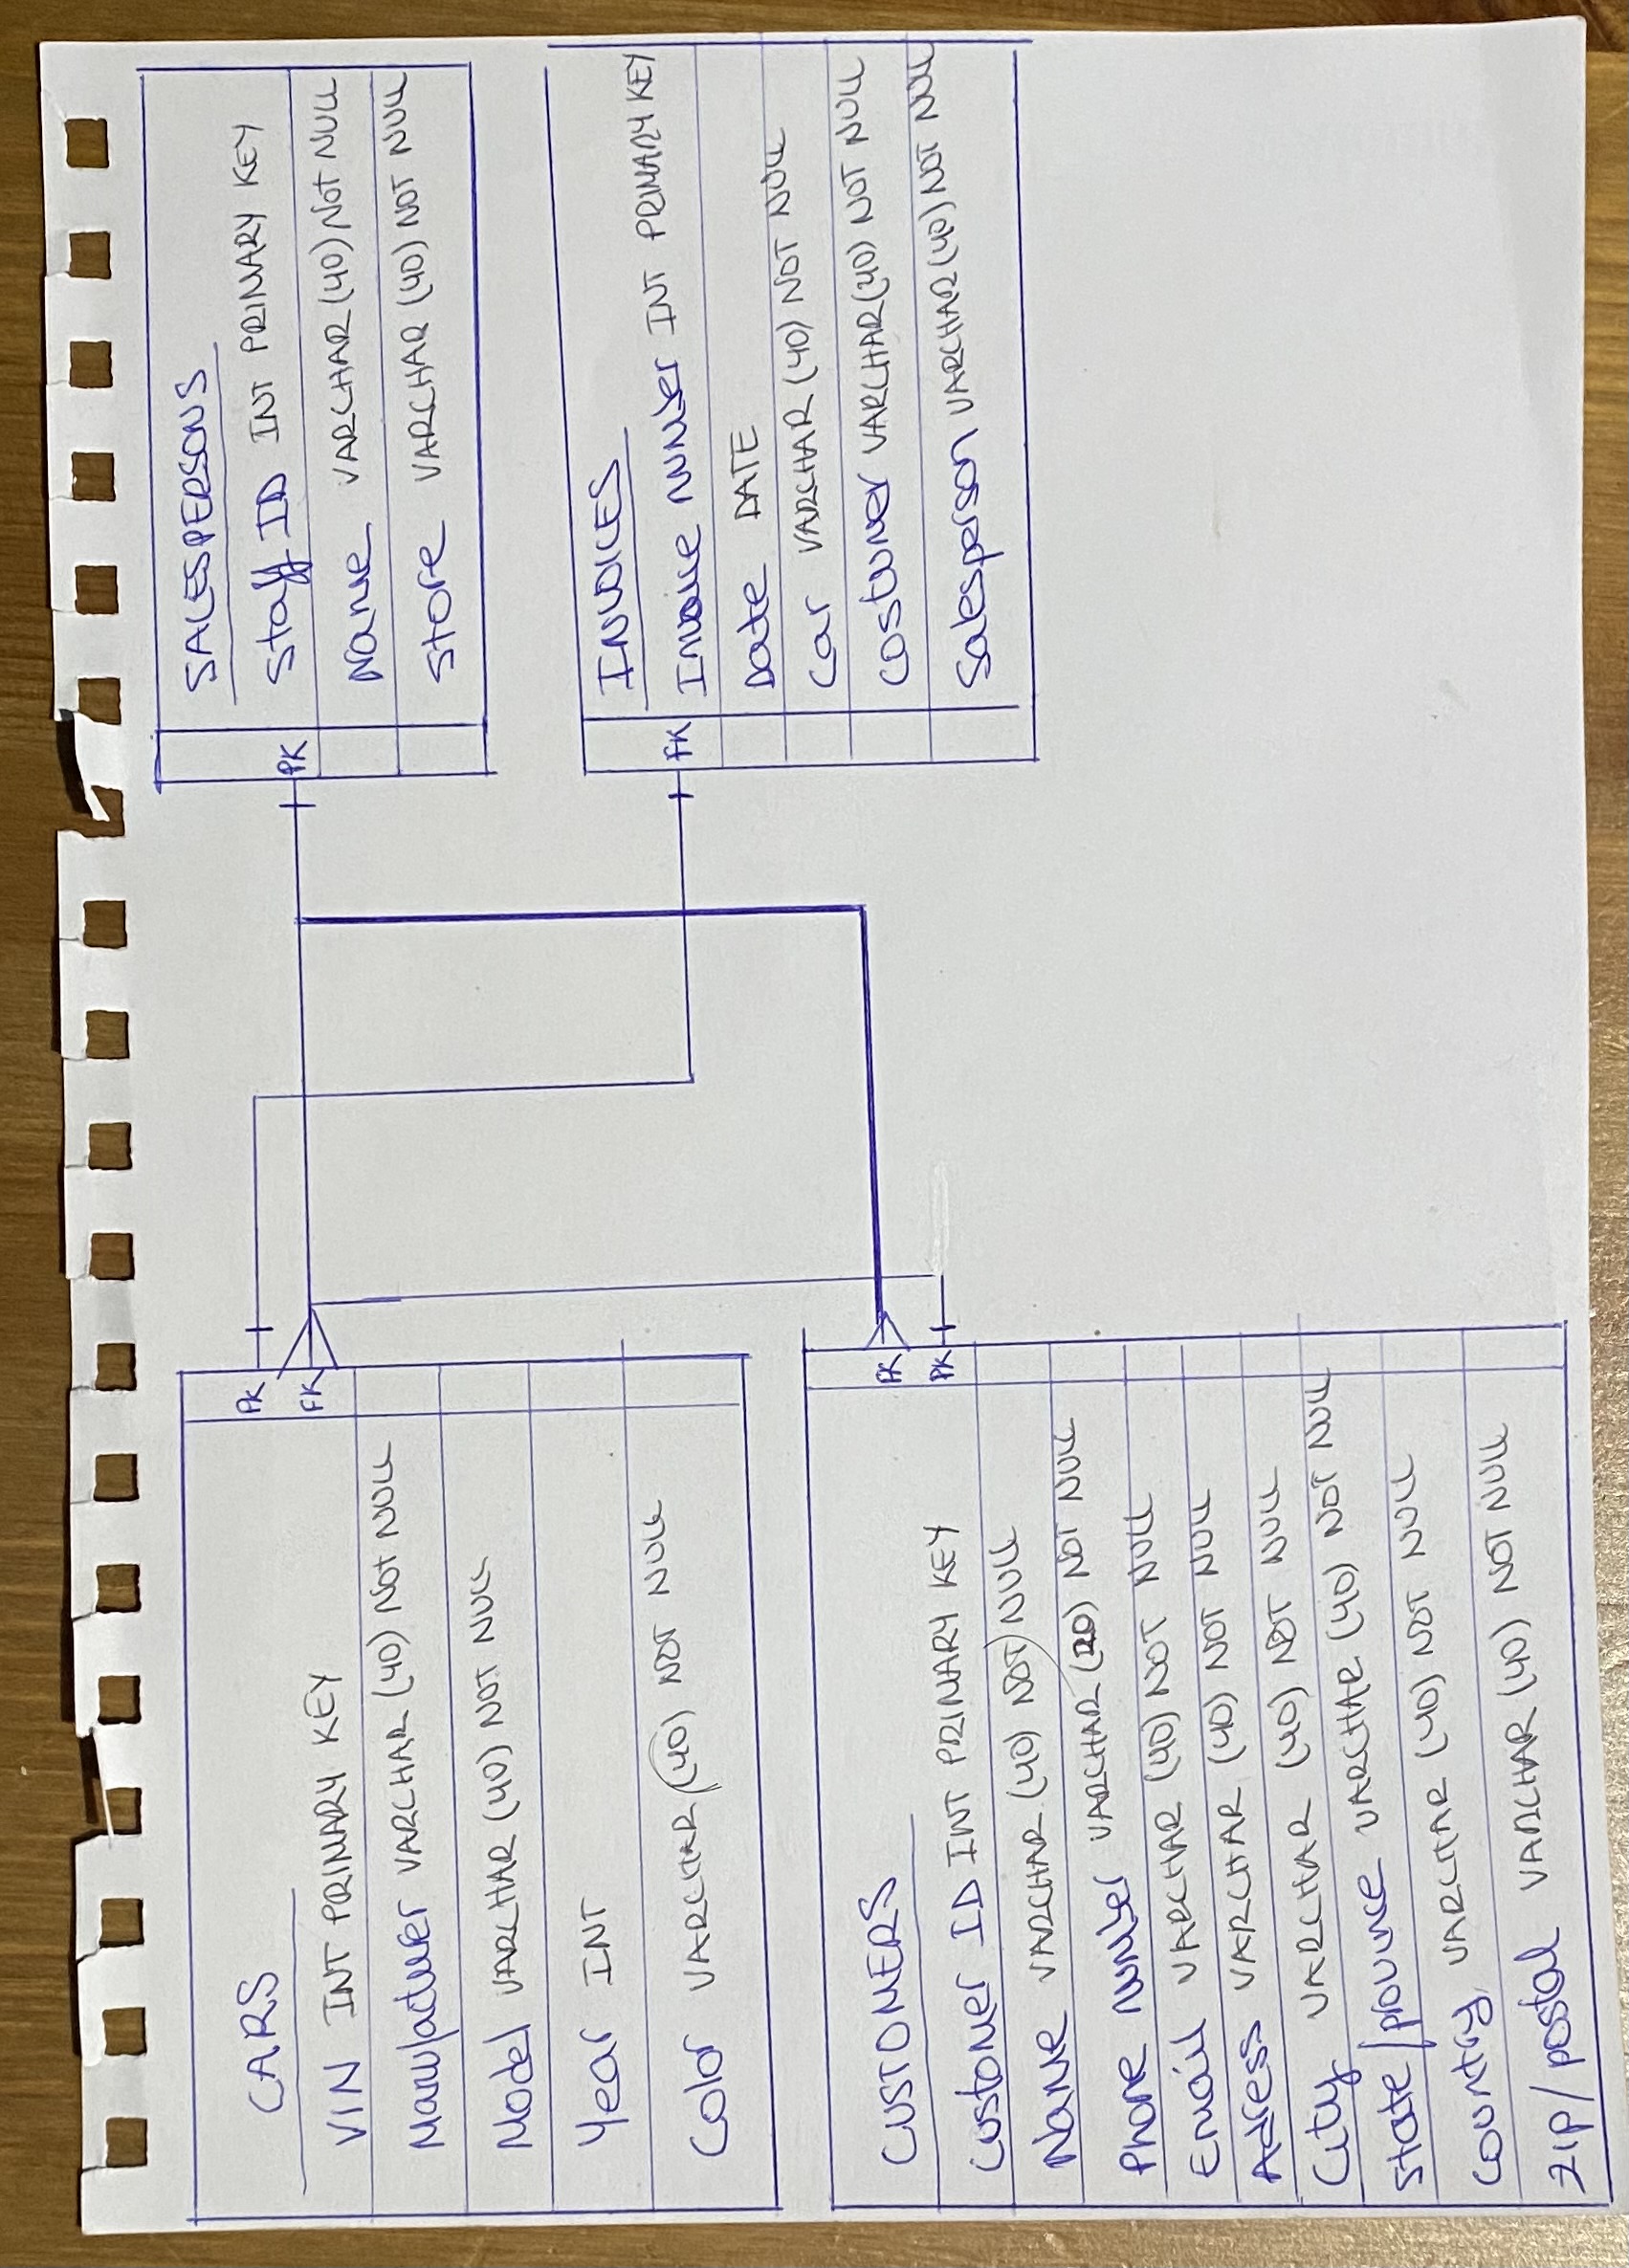 CARS
PK
VIN INT PRIMARY KEY FK
Manufacturer VARCHAR (40) NOT NULL
Model VARCHAR (40) NOT NULL
Year INT
Color VARCHAR (40) NOT NULL
CUSTOMERS
FK
Customer ID INT PRIMARY KEY PK
Name VARCHAR (40) NOT NULL
Phone number VARCHAR (20) NOT NULL
Email VARCHAR (40) NOT NULL
Adress VARCHAR (40) NOT NULL
City VARCHAR (40) NOT NULL
State/province VARCHAR (40) NOT NULL
Country VARCHAR (40) NOT NULL
ZIP/postal VARCHAR (40) NOT NULL
SALESPERSONS
PK Staff ID INT PRIMARY KEY
Name VARCHAR (40) NOT NULL
Store VARCHAR (40) NOT NULL
INVOICES
FK Invoice number INT PRIMARY KEY
Date DATE
Car VARCHAR (40) NOT NULL
Costumer VARCHAR (40) NOT NULL
Salesperson VARCHAR (40) NOT NULL